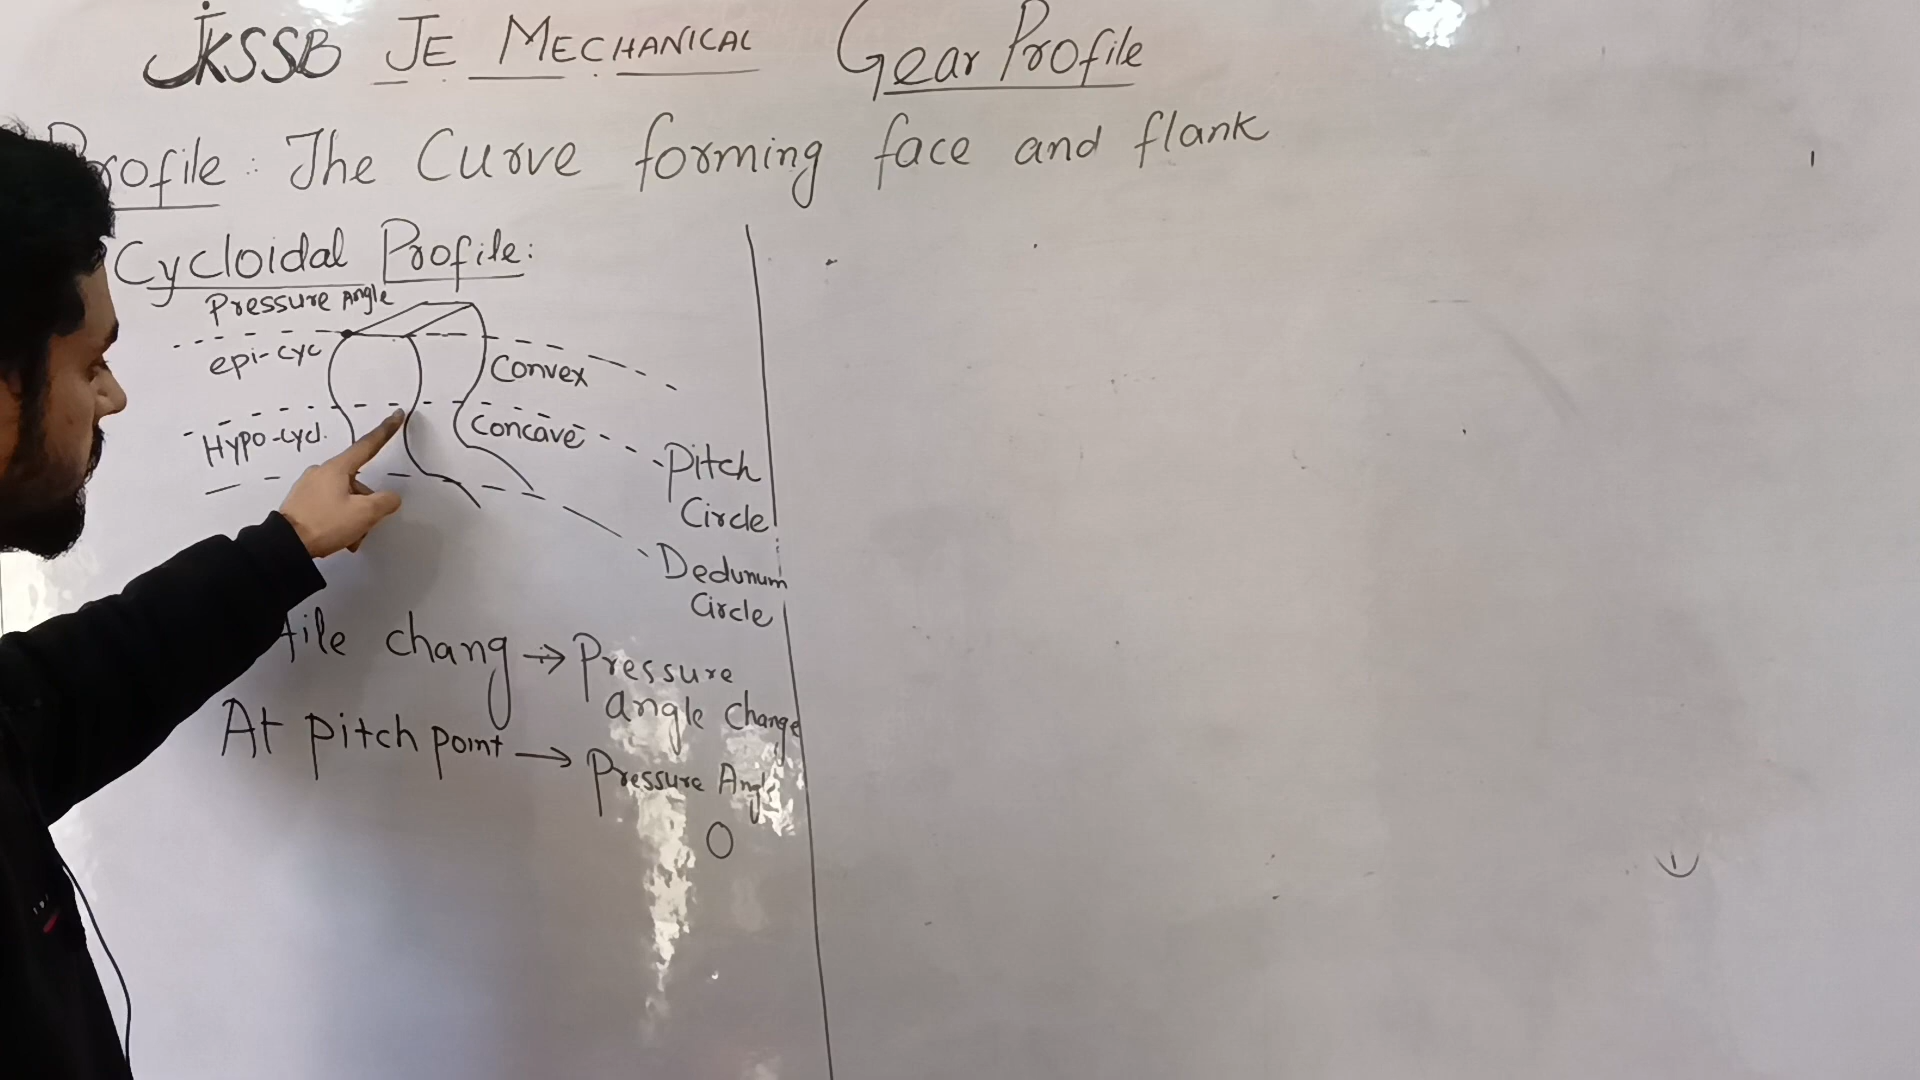 JKSSB JE MECHANICAL Gear Profile
Profile : The Curve forming face and flank
Cycloidal Profile:
Pressure Angle
epi-cyc
Convex
Hypo-cycl.
Concave
Pitch
Circle
Dedunum
Circle
file chang → Pressure
angle Change
At pitch point → Pressure Angle
0